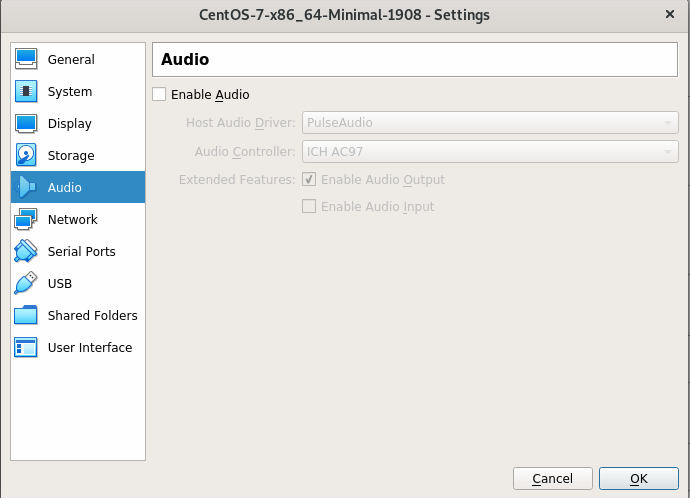 CentOS-7-x86_64-Minimal-1908 - Settings
General
System
Display
Storage
Audio
Network
Serial Ports
USB
Shared Folders
User Interface
Audio
Enable Audio
Host Audio Driver: PulseAudio
Audio Controller: ICH AC97
Extended Features: Enable Audio Output
Enable Audio Input
Cancel OK